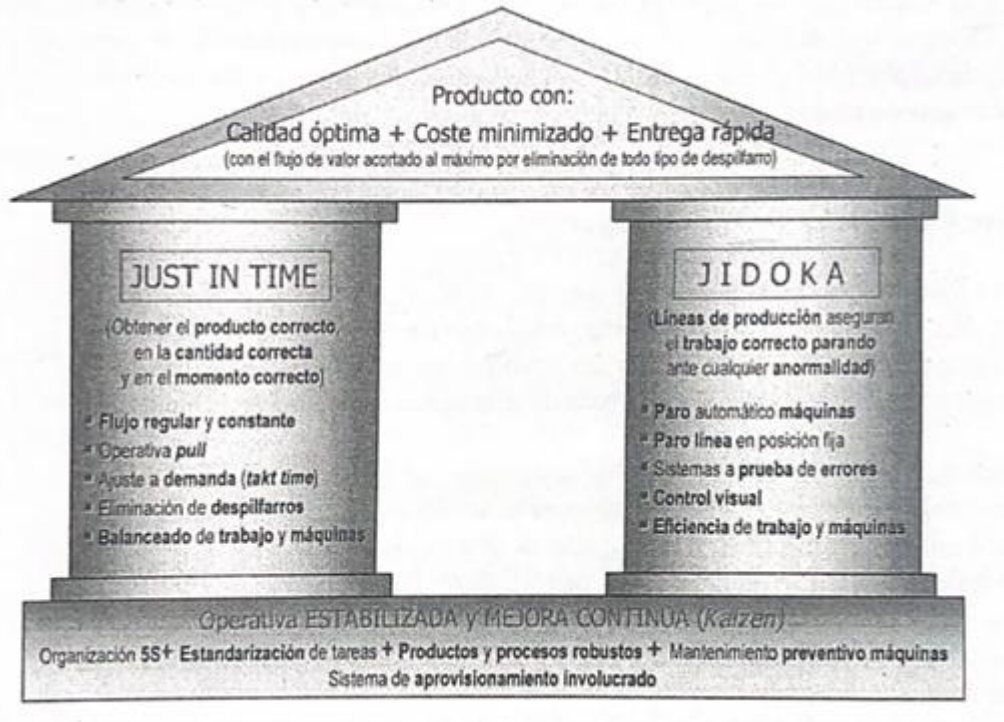 Producto con:
Calidad óptima + Coste minimizado + Entrega rápida
(con el flujo de valor acortado al máximo por eliminación de todo tipo de despilfarro)
JUST IN TIME
(Obtener el producto correcto,
en la cantidad correcta
y en el momento correcto)
Flujo regular y constante
Operativa pull
Ajuste a demanda (takt time)
Eliminación de despilfarros
Balanceado de trabajo y máquinas
JIDOKA
(Líneas de producción aseguran
el trabajo correcto parando
ante cualquier anormalidad)
Paro automático máquinas
Paro línea en posición fija
Sistemas a prueba de errores
Control visual
Eficiencia de trabajo y máquinas
Operativa ESTABILIZADA y MEJORA CONTINUA (Kaizen)
Organización 5S+ Estandarización de tareas + Productos y procesos robustos + Mantenimiento preventivo máquinas
Sistema de aprovisionamiento involucrado